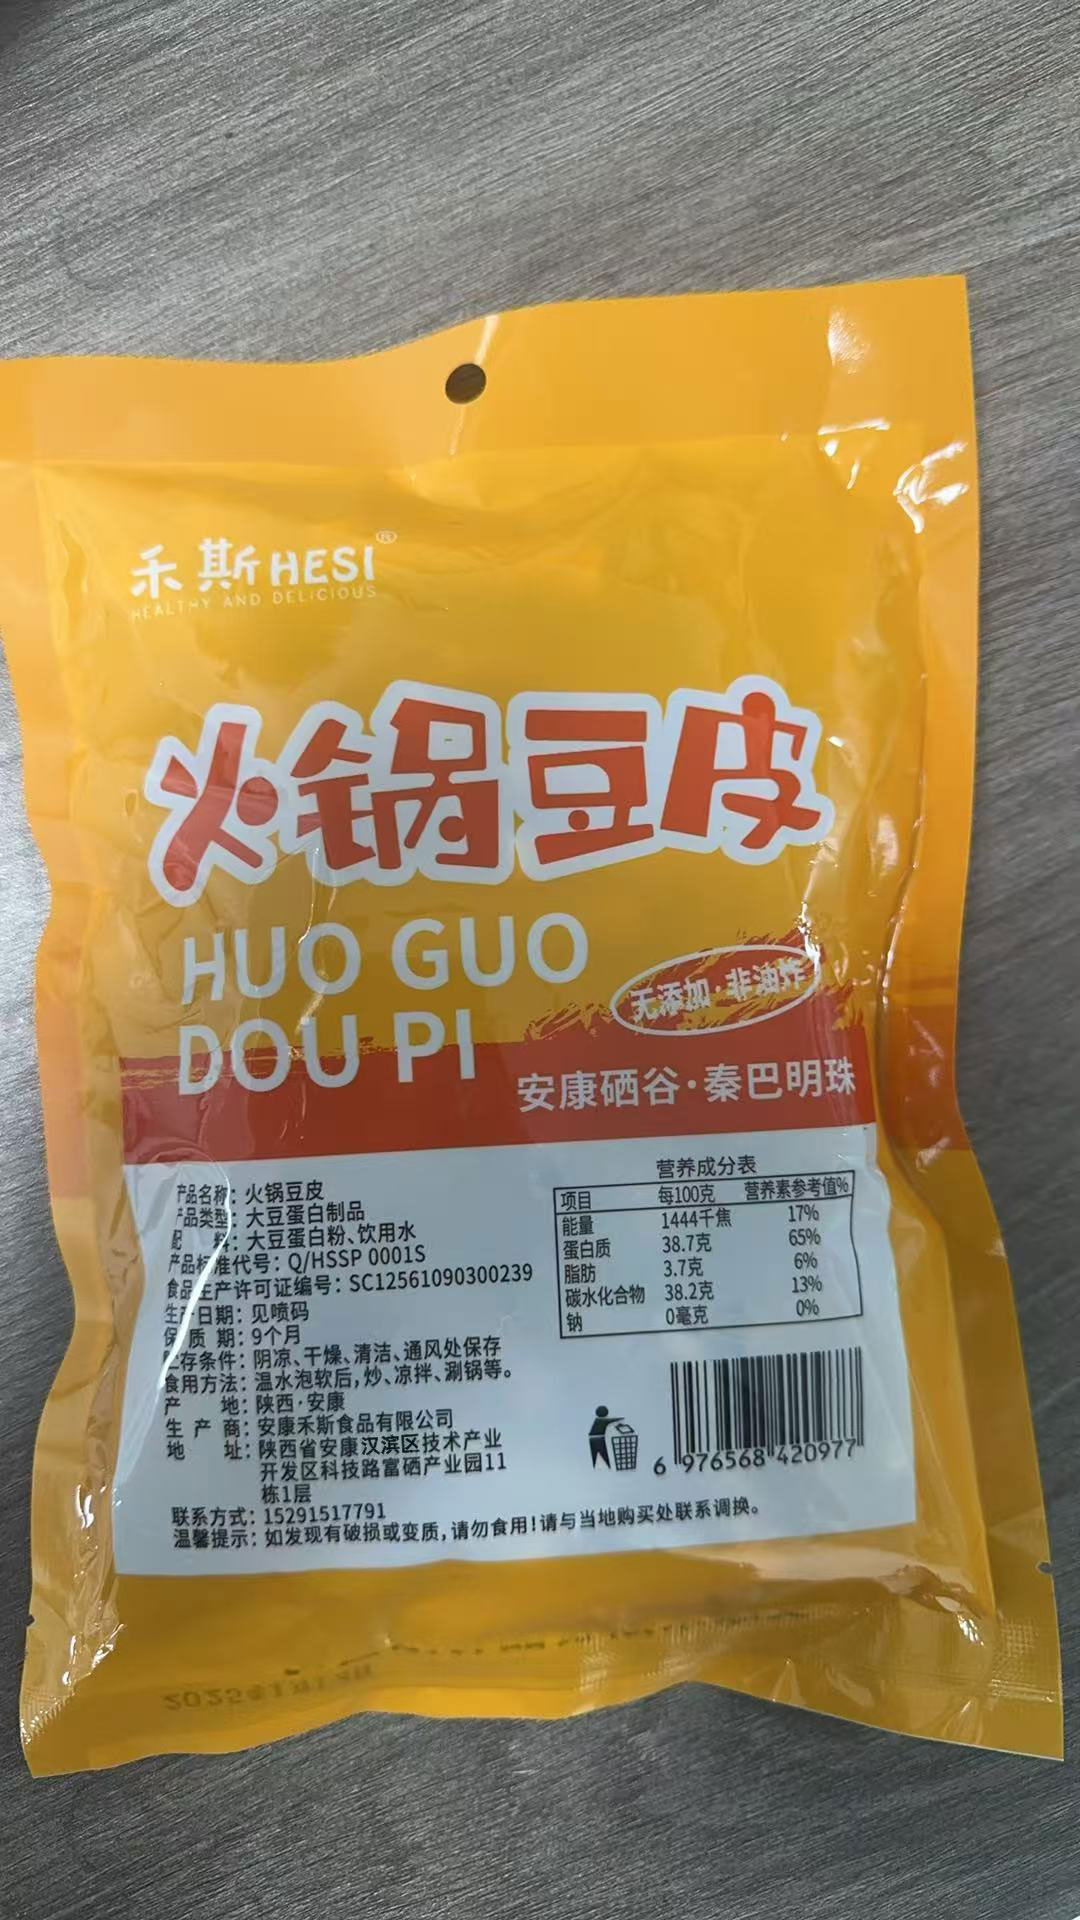 禾斯HESI®
HEALTHY AND DELICIOUS
火锅豆皮
HUO GUO
DOU PI
无添加·非油炸
安康硒谷·秦巴明珠
产品名称：火锅豆皮
产品类型：大豆蛋白制品
配 料：大豆蛋白粉、饮用水
产品标准代号：Q/HSSP 0001S
食品生产许可证编号：SC12561090300239
生产日期：见喷码
保 质 期：9个月
贮存条件：阴凉、干燥、清洁、通风处保存
食用方法：温水泡软后，炒、凉拌、涮锅等。
产 地：陕西·安康
生 产 商：安康禾斯食品有限公司
地 址：陕西省安康汉滨区技术产业
开发区科技路富硒产业园11
栋1层
联系方式：15291517791
温馨提示：如发现有破损或变质，请勿食用！请与当地购买处联系调换。
营养成分表
项目 每100克 营养素参考值%
能量 1444千焦 17%
蛋白质 38.7克 65%
脂肪 3.7克 6%
碳水化合物 38.2克 13%
钠 0毫克 0%
6 976568 420977